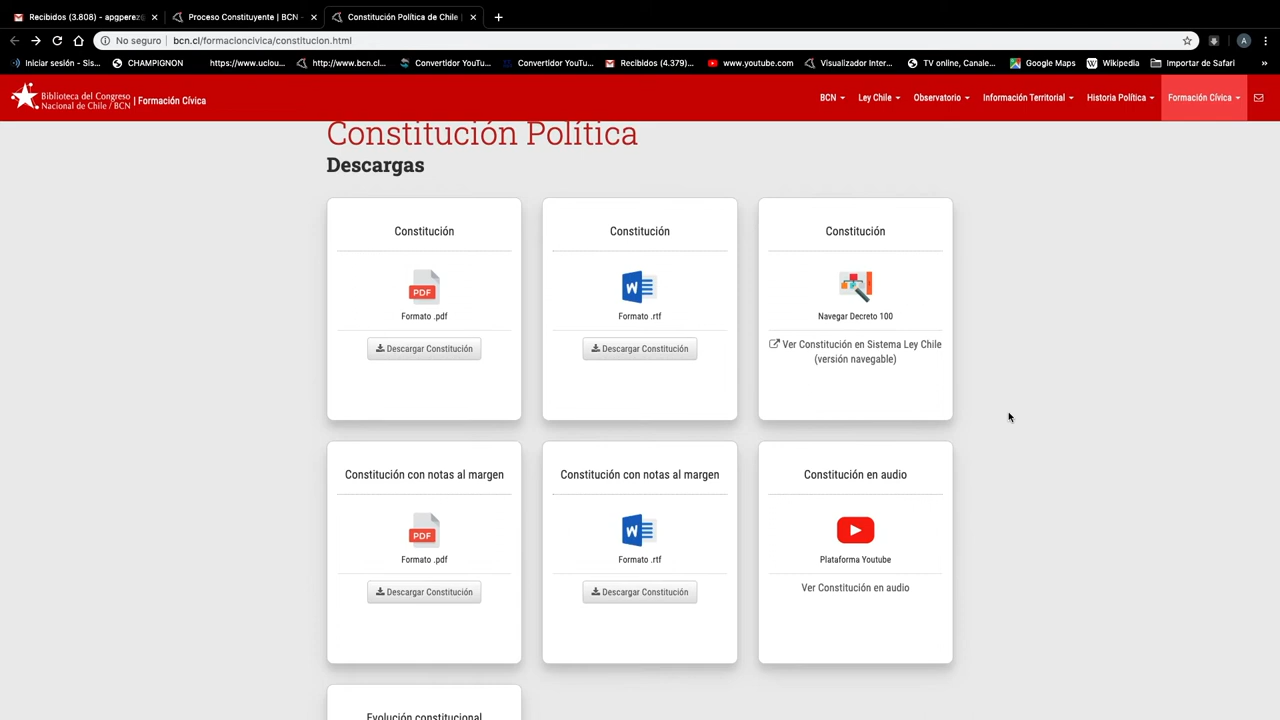 Recibidos (3.808) - apgperez@
Proceso Constituyente | BCN -
Constitución Política de Chile |
No seguro
bcn.cl/formacioncivica/constitucion.html
A
Iniciar sesión - Sis...
CHAMPIGNON
https://www.uclou...
http://www.bcn.cl...
Convertidor YouTu...
Convertidor YouTu...
Recibidos (4.379)...
www.youtube.com
Visualizador Inter...
TV online, Canale...
Google Maps
Wikipedia
Importar de Safari
Biblioteca del Congreso
Nacional de Chile / BCN
| Formación Cívica
BCN
Ley Chile
Observatorio
Información Territorial
Historia Política
Formación Cívica
Constitución Política
Descargas
Constitución
PDF
Formato .pdf
Descargar Constitución
Constitución
W
Formato .rtf
Descargar Constitución
Constitución
Navegar Decreto 100
Ver Constitución en Sistema Ley Chile
(versión navegable)
Constitución con notas al margen
PDF
Formato .pdf
Descargar Constitución
Constitución con notas al margen
W
Formato .rtf
Descargar Constitución
Constitución en audio
Plataforma Youtube
Ver Constitución en audio
Evolución constitucional